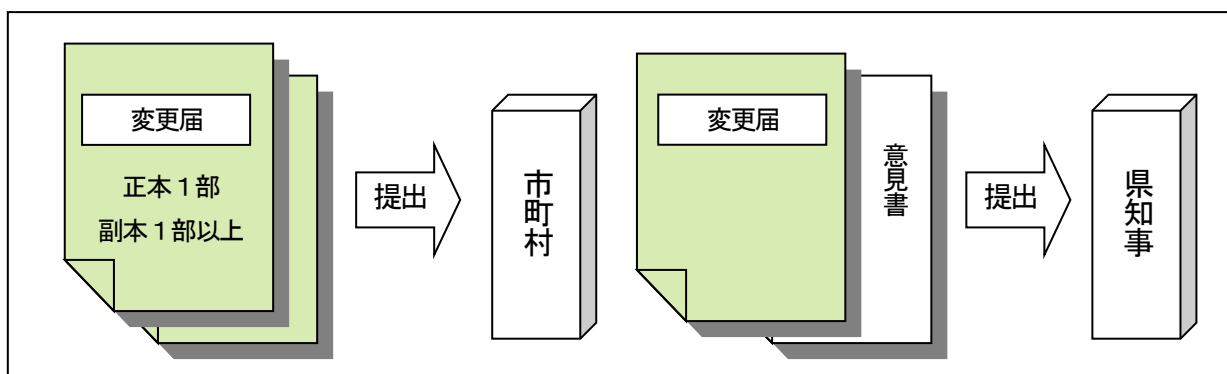 変更届
正本１部
副本１部以上
提出
市町村
変更届
意見書
提出
県知事